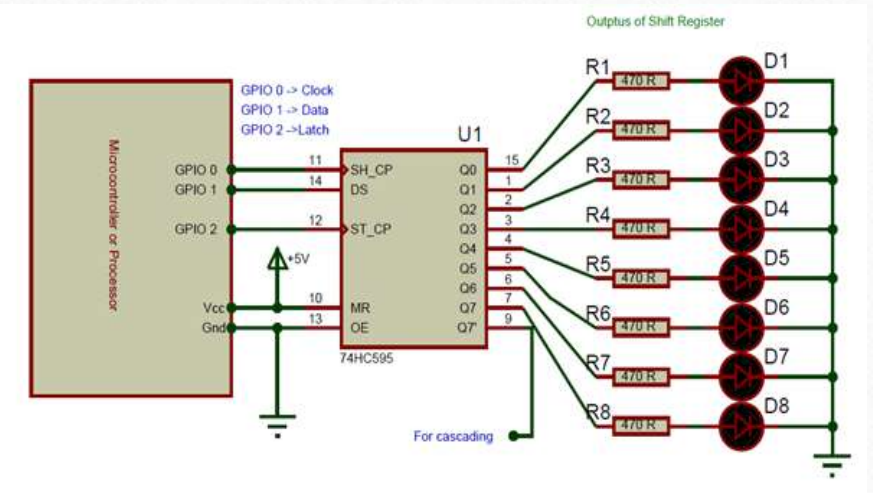 Outptus of Shift Register
GPIO 0 -> Clock
GPIO 1 -> Data
GPIO 2 ->Latch
Microcontroller or Processor
GPIO 0
GPIO 1
GPIO 2
Vcc
Gnd
+5V
U1
11
14
12
10
13
SH_CP
DS
ST_CP
MR
OE
Q0
Q1
Q2
Q3
Q4
Q5
Q6
Q7
Q7'
15
1
2
3
4
5
6
7
9
74HC595
For cascading
R1
470 R
D1
R2
470 R
D2
R3
470 R
D3
R4
470 R
D4
R5
470 R
D5
R6
470 R
D6
R7
470 R
D7
R8
470 R
D8